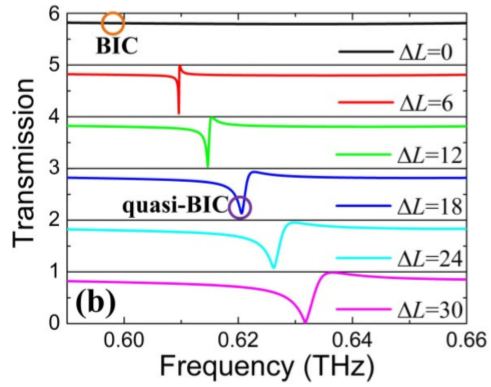 6
BIC
ΔL=0
5
ΔL=6
4
ΔL=12
3
quasi-BIC
ΔL=18
2
ΔL=24
1
(b)
ΔL=30
0
0.60 0.62 0.64 0.66
Frequency (THz)
Transmission